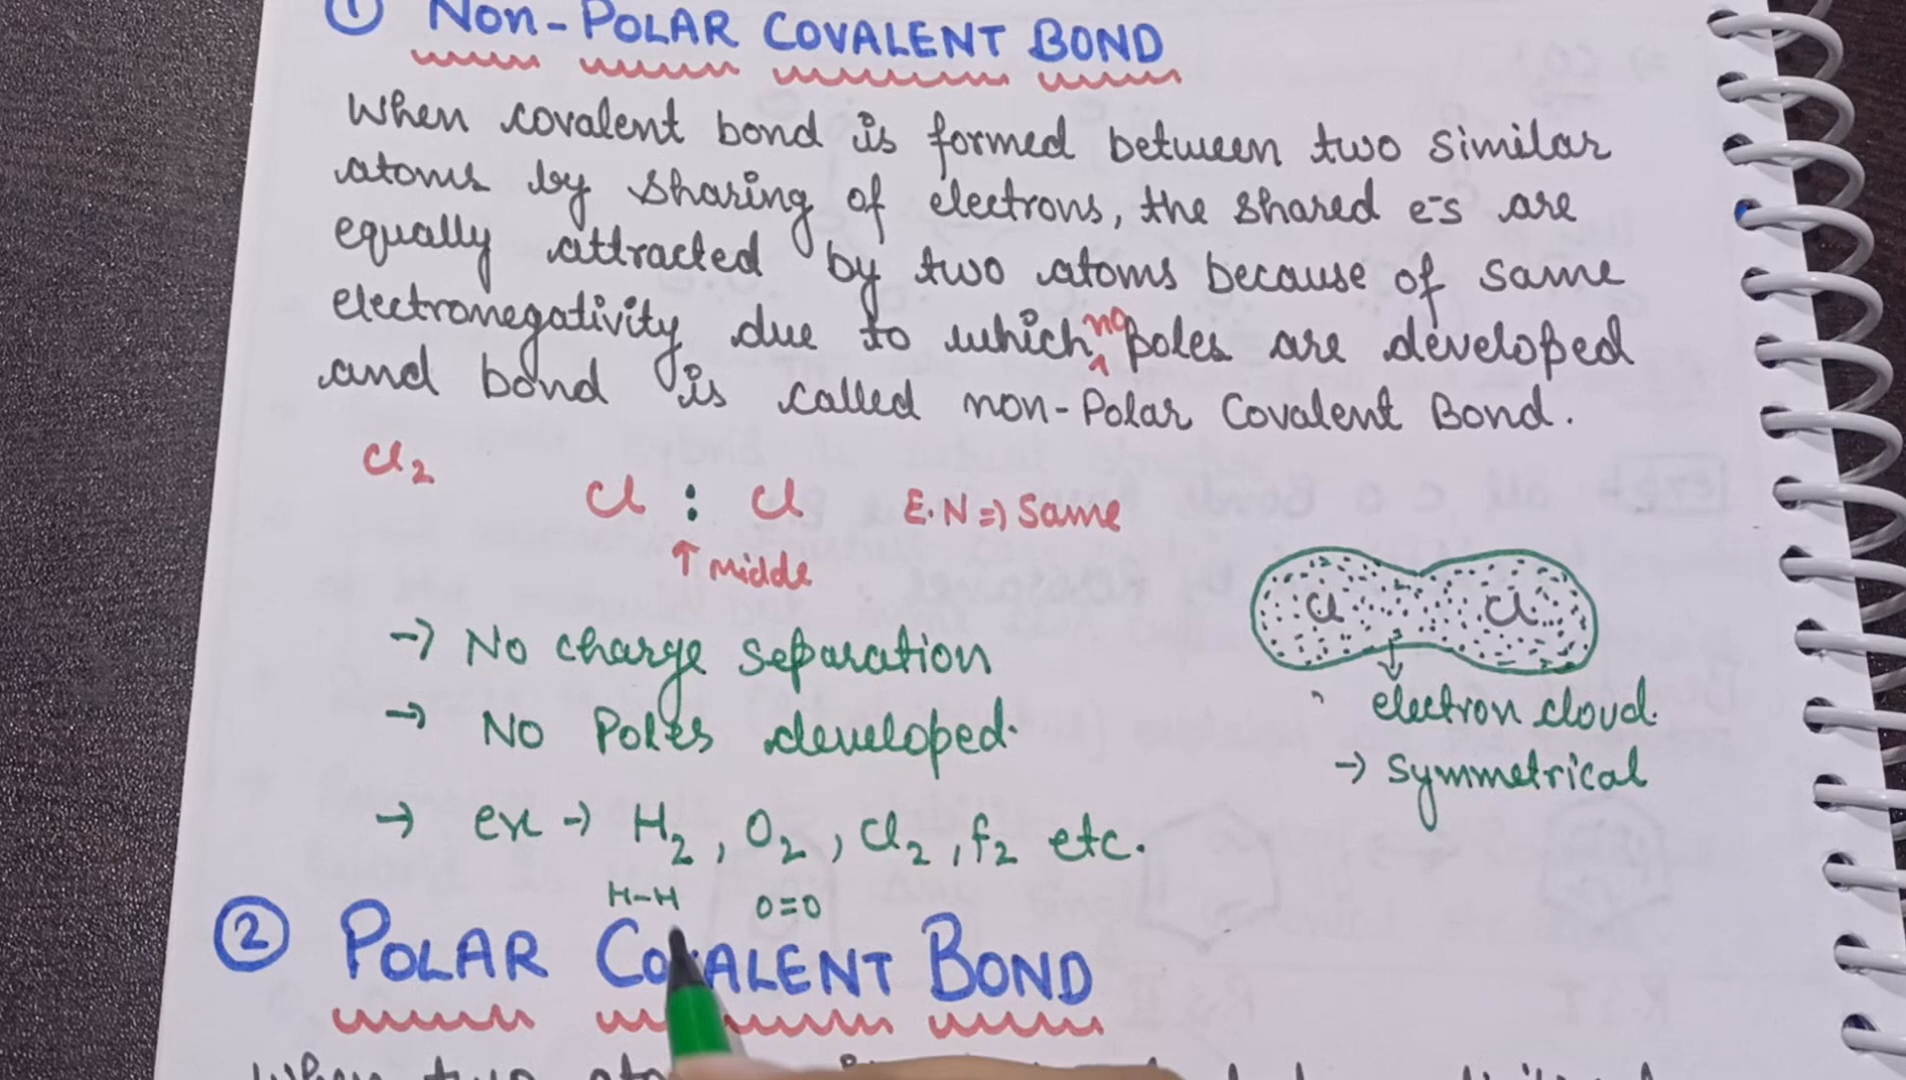 ① NON-POLAR COVALENT BOND
When covalent bond is formed between two similar
atoms by sharing of electrons, the shared e-s are
equally attracted by two atoms because of same
electronegativity due to which no poles are developed
and bond is called non-Polar Covalent Bond.
Cl2
Cl : Cl E.N => Same
↑ Midde
Cl Cl
-> No charge separation
electron cloud.
-> No Poles developed.
-> symmetrical
-> ex -> H2, O2, Cl2, f2 etc.
H-H O=O
② POLAR COVALENT BOND
When two